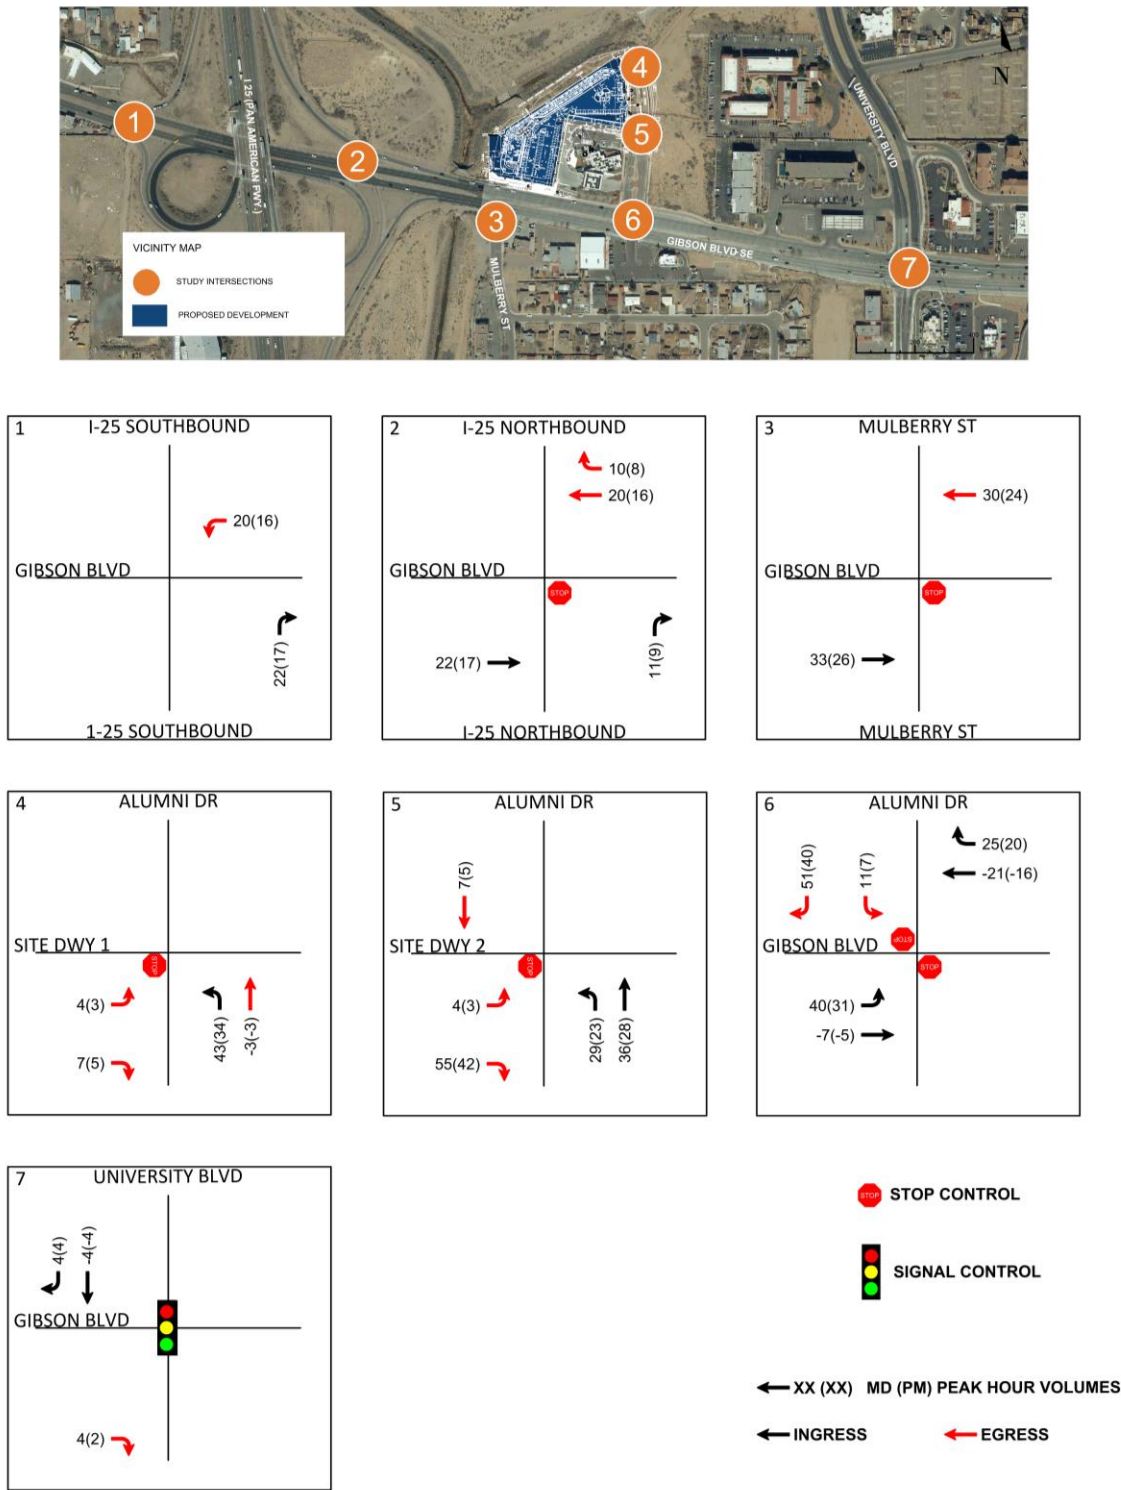 1
2
3
4
5
6
7
I 25 (PAN AMERICAN FWY.)
UNIVERSITY BLVD
MULBERRY ST
GIBSON BLVD SE
N
VICINITY MAP
STUDY INTERSECTIONS
PROPOSED DEVELOPMENT
1
I-25 SOUTHBOUND
20(16)
GIBSON BLVD
22(17)
1-25 SOUTHBOUND
2
I-25 NORTHBOUND
10(8)
20(16)
GIBSON BLVD
STOP
22(17)
11(9)
I-25 NORTHBOUND
3
MULBERRY ST
30(24)
GIBSON BLVD
STOP
33(26)
MULBERRY ST
4
ALUMNI DR
SITE DWY 1
STOP
4(3)
43(34)
-3(-3)
7(5)
5
ALUMNI DR
7(5)
SITE DWY 2
STOP
4(3)
29(23)
36(28)
55(42)
6
ALUMNI DR
25(20)
-21(-16)
51(40)
11(7)
STOP
GIBSON BLVD
STOP
40(31)
-7(-5)
7
UNIVERSITY BLVD
4(4)
-4(-4)
GIBSON BLVD
4(2)
STOP STOP CONTROL
SIGNAL CONTROL
XX (XX) MD (PM) PEAK HOUR VOLUMES
INGRESS EGRESS